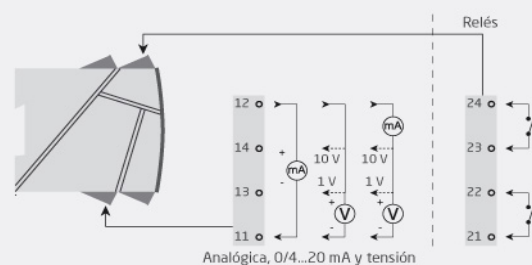 Relés
12
14
13
11
+
mA
-
10 V
1 V
+
V
-
mA
10 V
1 V
+
V
-
24
23
22
21
Analógica, 0/4...20 mA y tensión